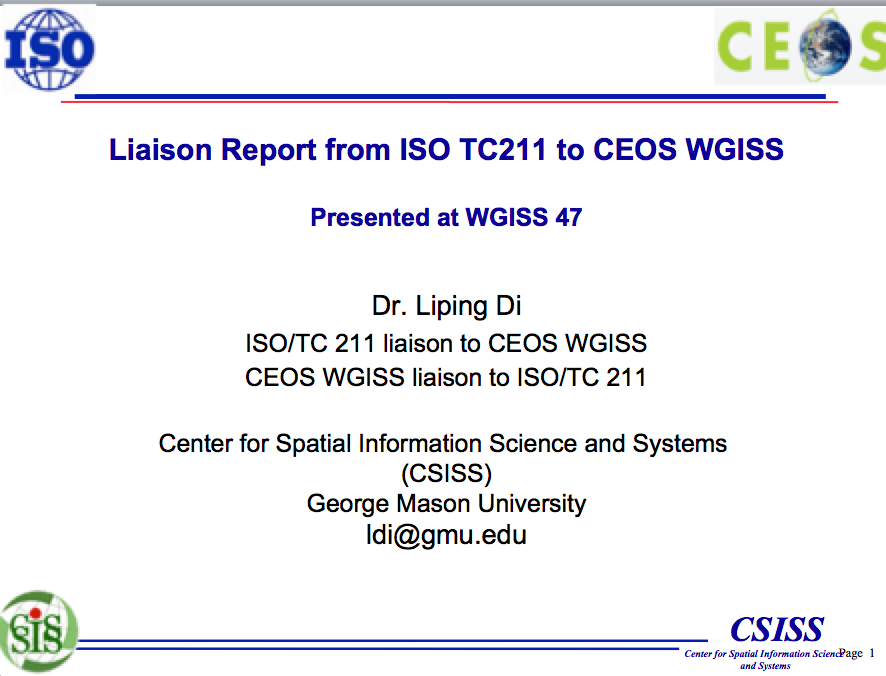 ISO
CEOS
Liaison Report from ISO TC211 to CEOS WGISS
Presented at WGISS 47
Dr. Liping Di
ISO/TC 211 liaison to CEOS WGISS
CEOS WGISS liaison to ISO/TC 211
Center for Spatial Information Science and Systems
(CSISS)
George Mason University
ldi@gmu.edu
SIS
CSISS
Center for Spatial Information Science
and Systems
Page 1